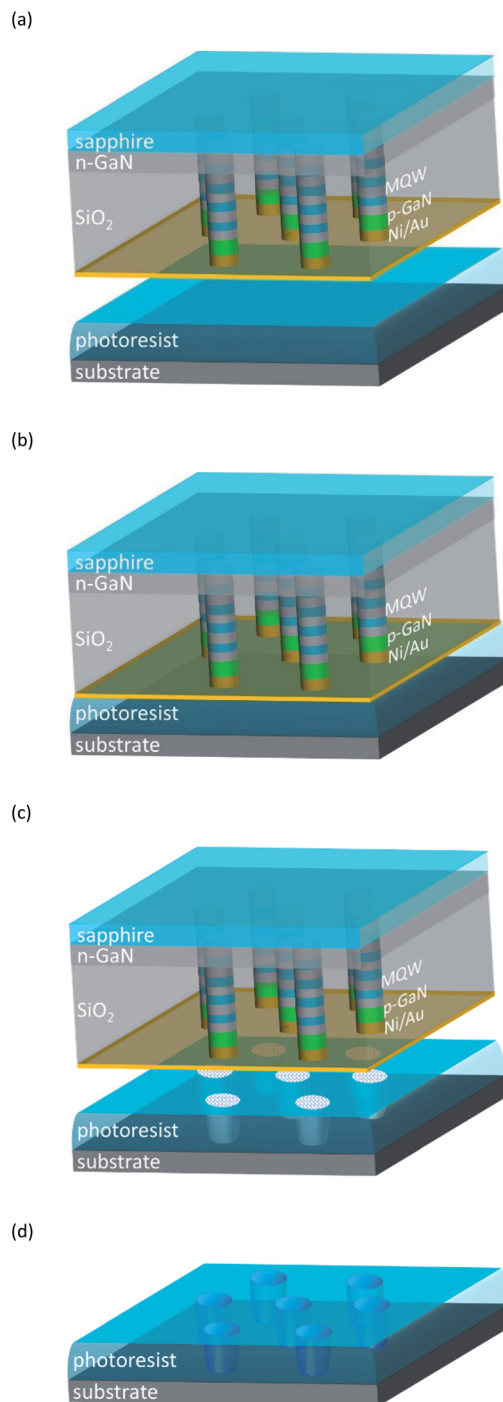 (a)
sapphire
n-GaN
SiO₂
MQW
p-GaN
Ni/Au
photoresist
substrate
(b)
sapphire
n-GaN
SiO₂
MQW
p-GaN
Ni/Au
photoresist
substrate
(c)
sapphire
n-GaN
SiO₂
MQW
p-GaN
Ni/Au
photoresist
substrate
(d)
photoresist
substrate